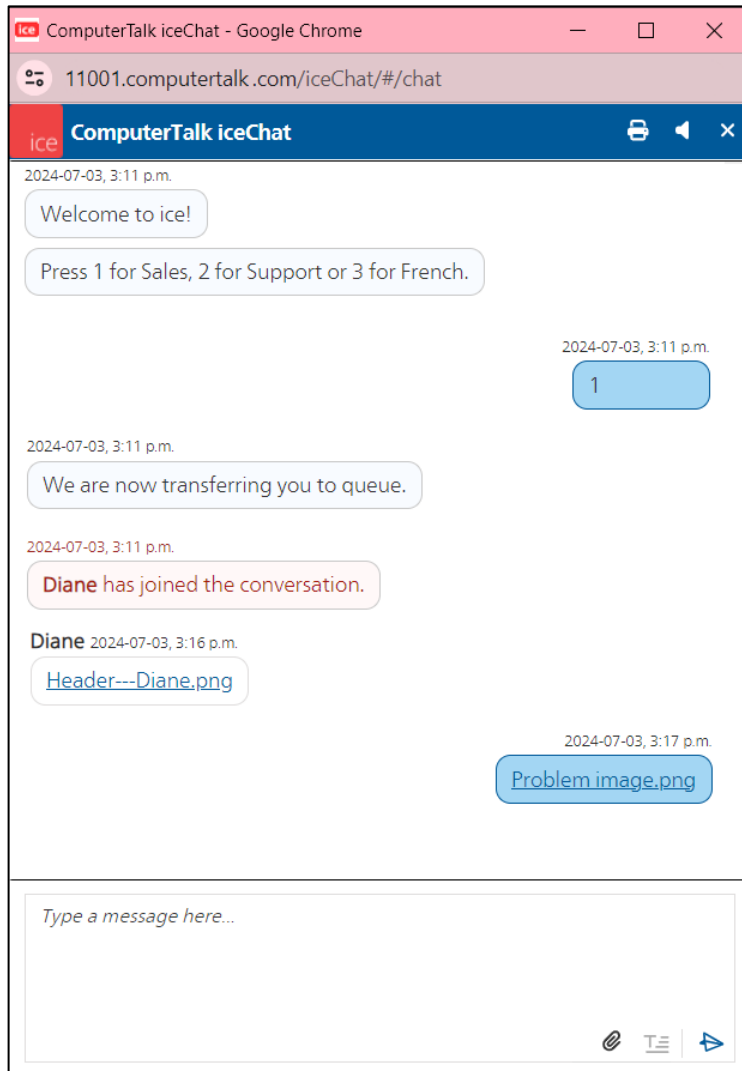 ice ComputerTalk iceChat - Google Chrome
11001.computertalk.com/iceChat/#/chat
ice ComputerTalk iceChat
2024-07-03, 3:11 p.m.
Welcome to ice!
Press 1 for Sales, 2 for Support or 3 for French.
2024-07-03, 3:11 p.m.
1
2024-07-03, 3:11 p.m.
We are now transferring you to queue.
2024-07-03, 3:11 p.m.
Diane has joined the conversation.
Diane 2024-07-03, 3:16 p.m.
Header---Diane.png
2024-07-03, 3:17 p.m.
Problem image.png
Type a message here...